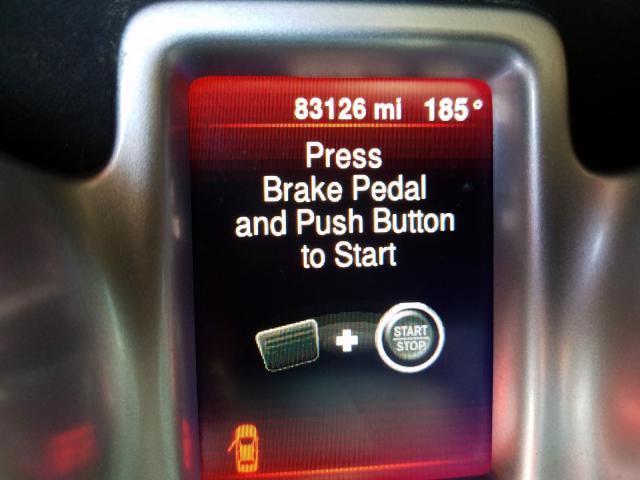 83126 mi 185°
Press
Brake Pedal
and Push Button
to Start
START
STOP